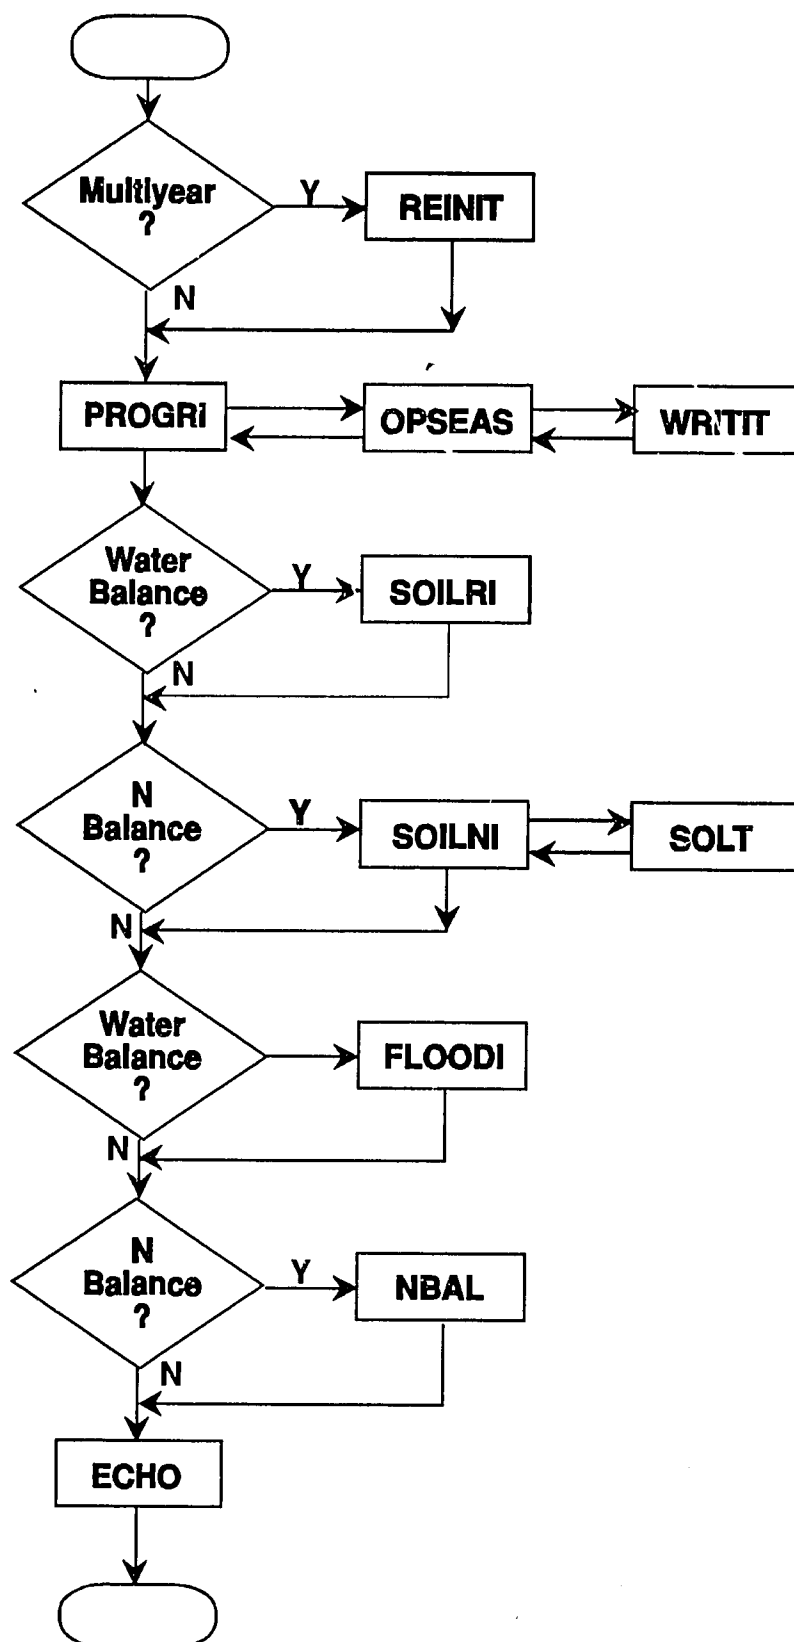 Multiyear
?
Y
REINIT
N
PROGRI
OPSEAS
WRITIT
Water
Balance
?
Y
SOILRI
N
N
Balance
?
Y
SOILNI
SOLT
N
Water
Balance
?
FLOODI
N
N
Balance
?
Y
NBAL
N
ECHO